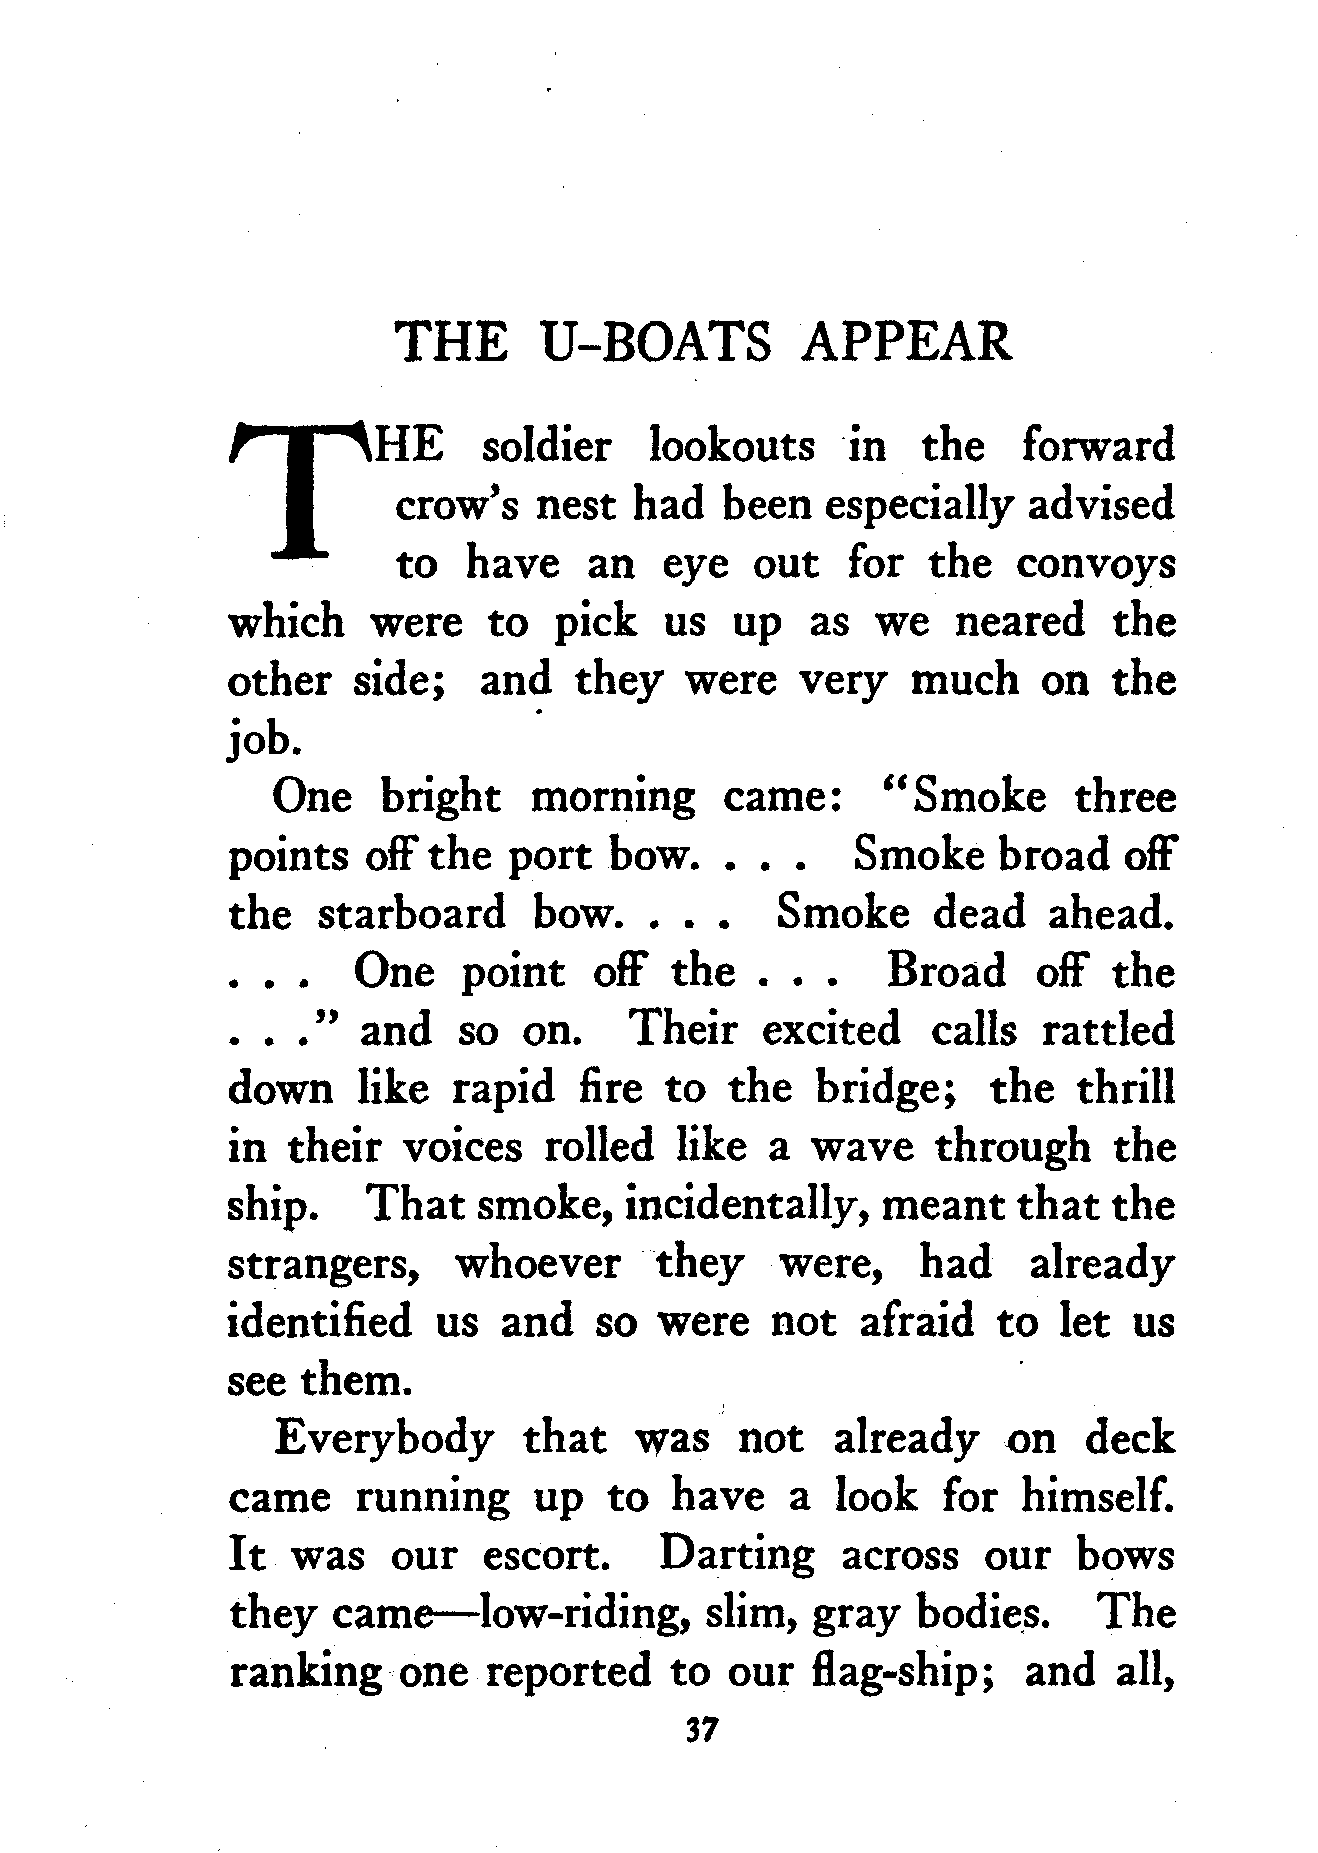 THE U-BOATS APPEAR
THE soldier lookouts in the forward
crow's nest had been especially advised
to have an eye out for the convoys
which were to pick us up as we neared the
other side; and they were very much on the
job.
One bright morning came: "Smoke three
points off the port bow. . . . Smoke broad off
the starboard bow. . . . Smoke dead ahead.
. . . One point off the . . . Broad off the
. . ." and so on. Their excited calls rattled
down like rapid fire to the bridge; the thrill
in their voices rolled like a wave through the
ship. That smoke, incidentally, meant that the
strangers, whoever they were, had already
identified us and so were not afraid to let us
see them.
Everybody that was not already on deck
came running up to have a look for himself.
It was our escort. Darting across our bows
they came—low-riding, slim, gray bodies. The
ranking one reported to our flag-ship; and all,
37